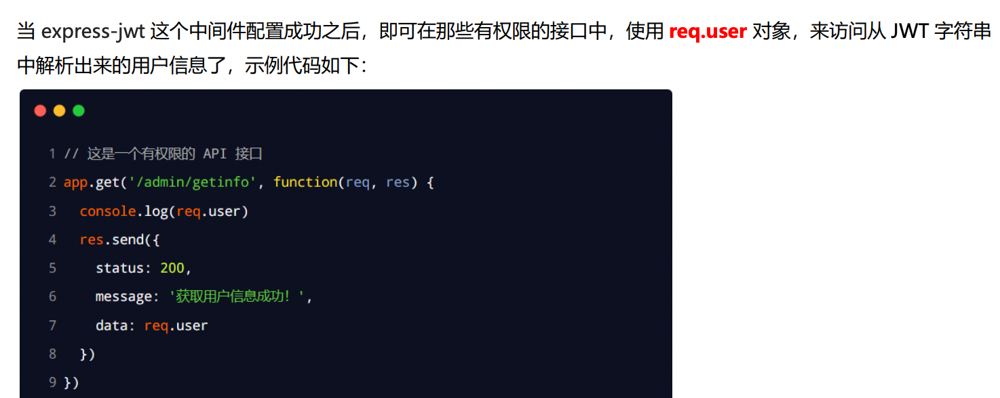 当 express-jwt 这个中间件配置成功之后，即可在那些有权限的接口中，使用 req.user 对象，来访问从 JWT 字符串
中解析出来的用户信息了，示例代码如下：
1 // 这是一个有权限的 API 接口
2 app.get('/admin/getinfo', function(req, res) {
3   console.log(req.user)
4   res.send({
5     status: 200,
6     message: '获取用户信息成功！',
7     data: req.user
8   })
9 })